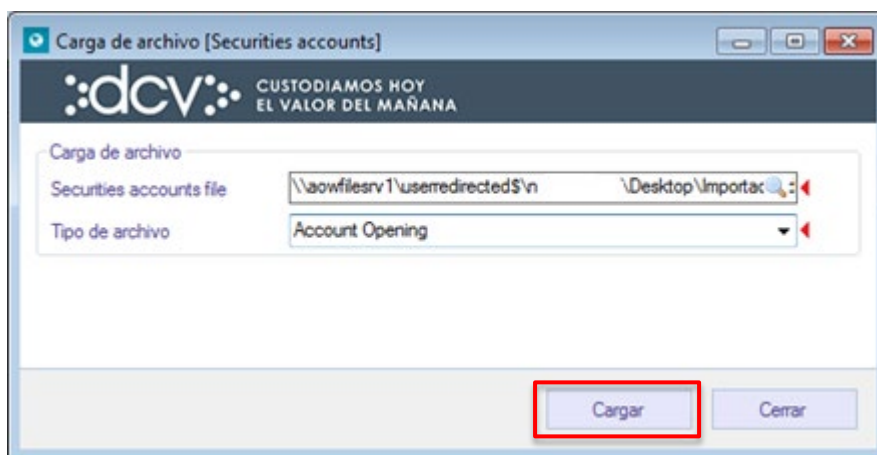 Carga de archivo [Securities accounts]
:dcv: CUSTODIAMOS HOY
EL VALOR DEL MAÑANA
Carga de archivo
Securities accounts file \\aowfilesrv1\userredirected$\n \Desktop\Importac
Tipo de archivo Account Opening
Cargar Cerrar